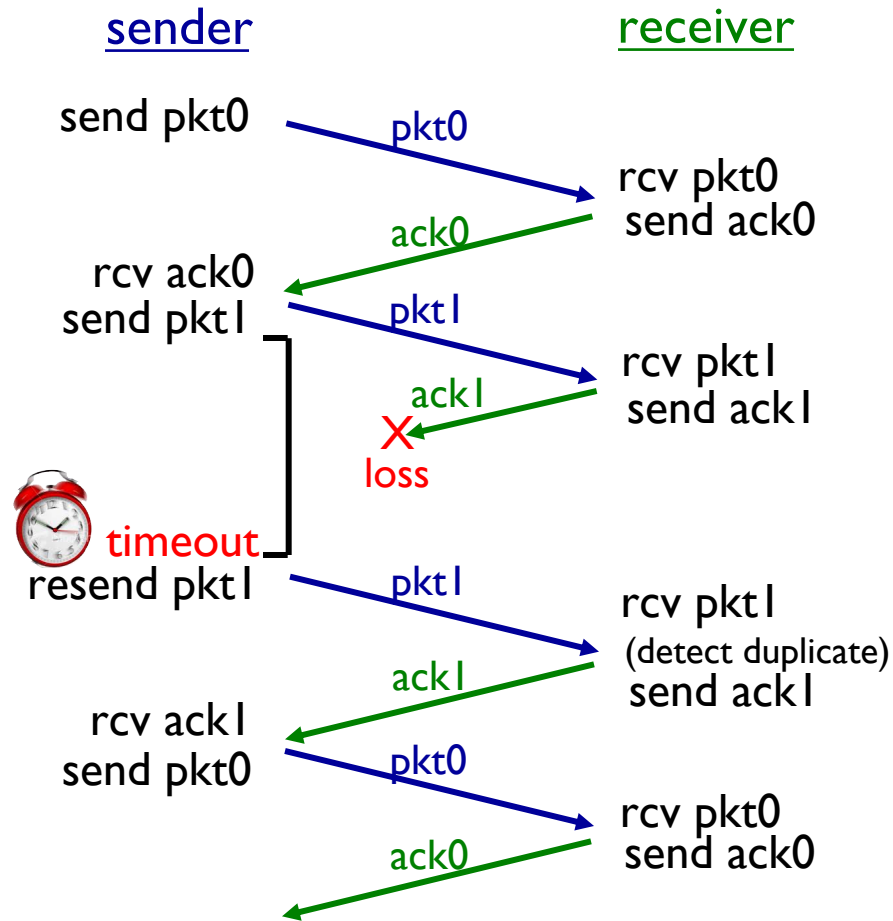 sender
receiver
send pkt0
pkt0
rcv pkt0
send ack0
ack0
rcv ack0
send pkt1
pkt1
rcv pkt1
send ack1
ack1
X
loss
timeout
resend pkt1
pkt1
rcv pkt1
(detect duplicate)
send ack1
ack1
rcv ack1
send pkt0
pkt0
rcv pkt0
send ack0
ack0